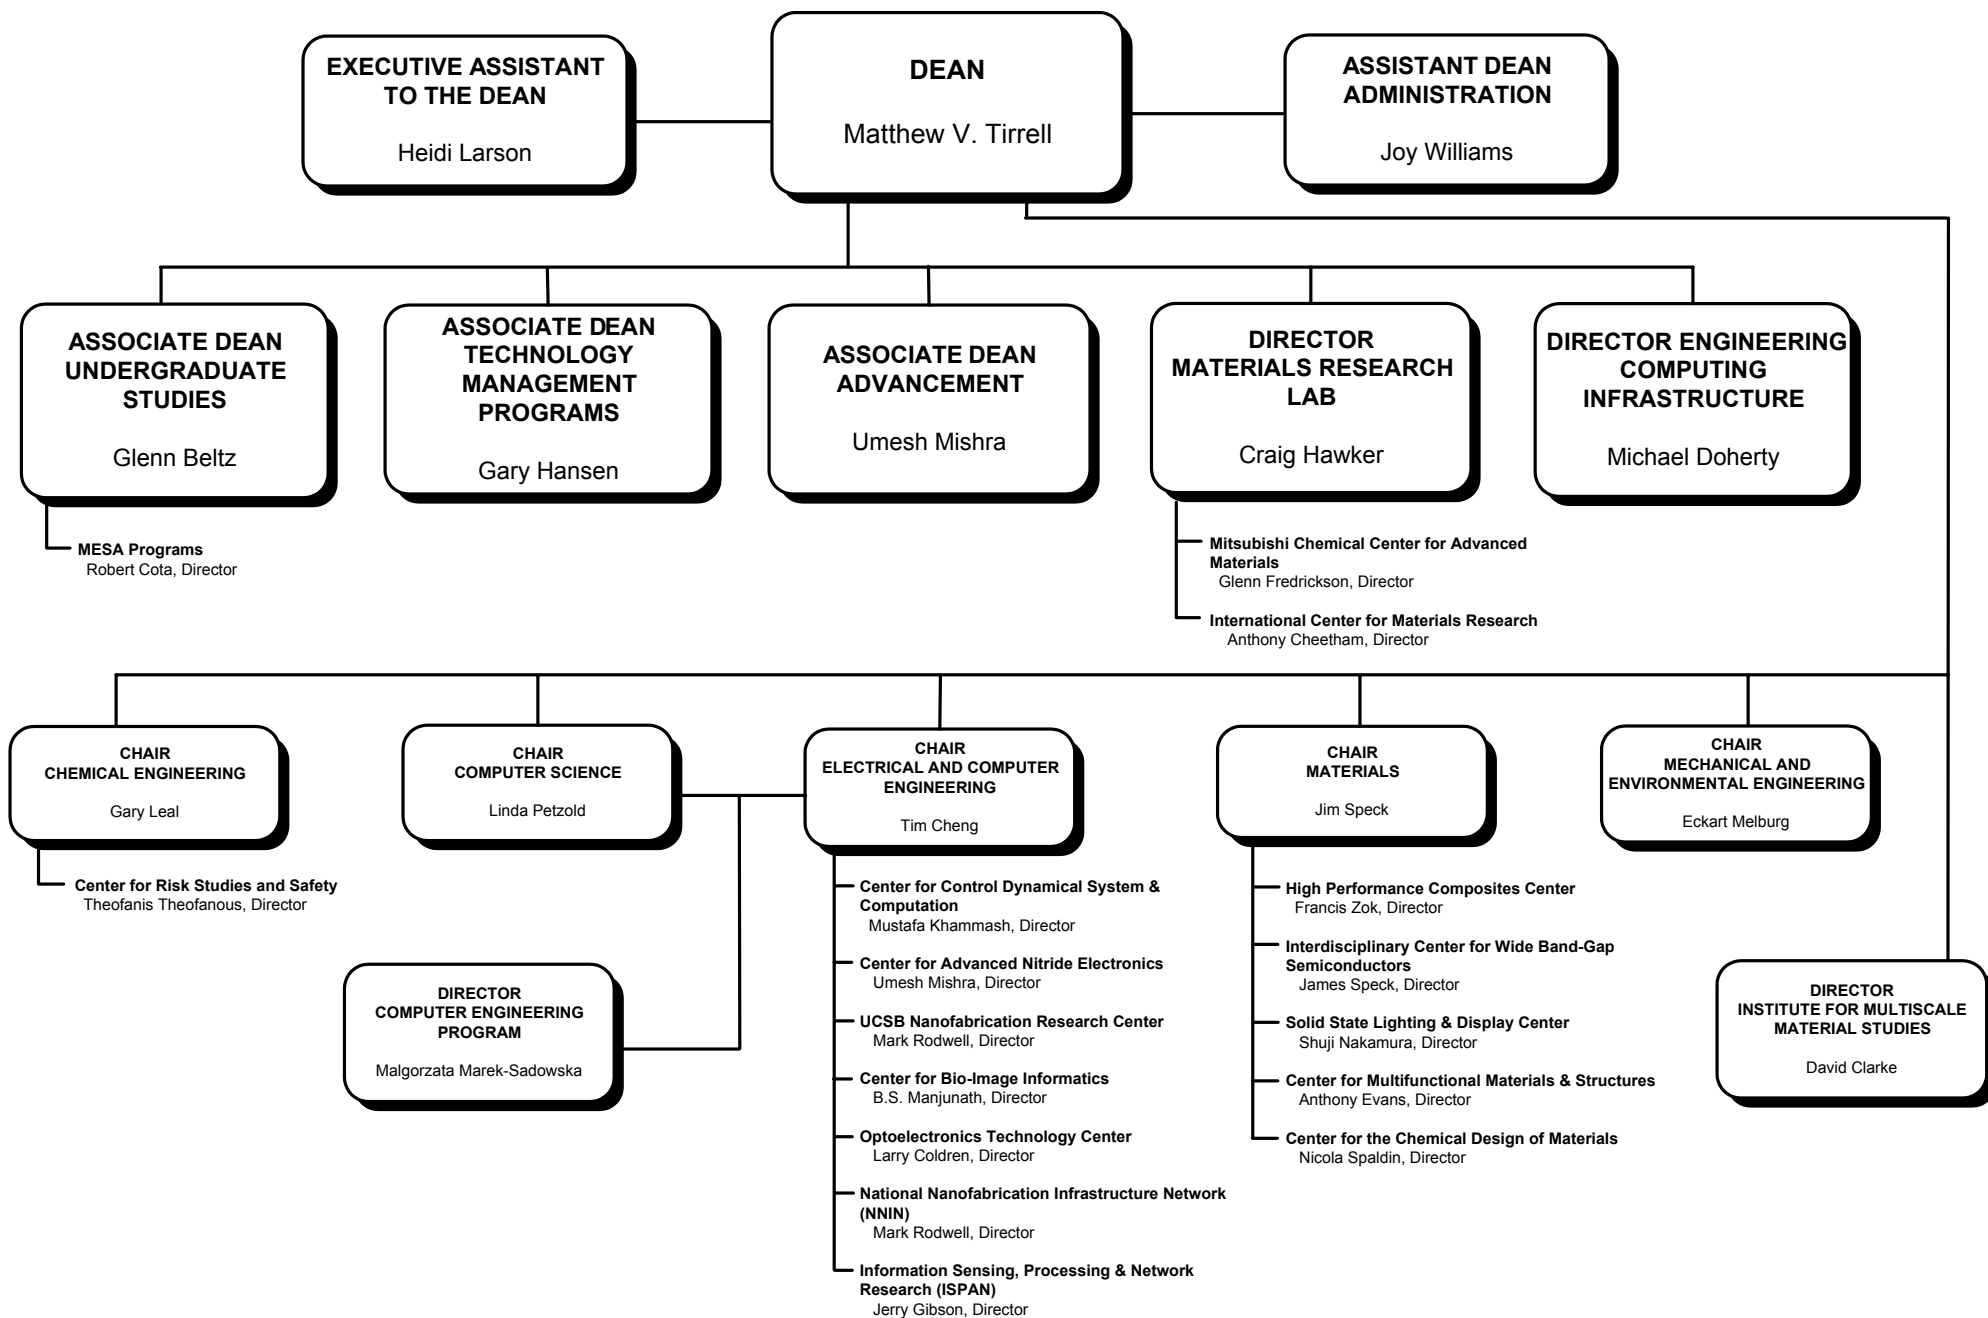 EXECUTIVE ASSISTANT
TO THE DEAN
Heidi Larson
DEAN
Matthew V. Tirrell
ASSISTANT DEAN
ADMINISTRATION
Joy Williams
ASSOCIATE DEAN
UNDERGRADUATE
STUDIES
Glenn Beltz
ASSOCIATE DEAN
TECHNOLOGY
MANAGEMENT
PROGRAMS
Gary Hansen
ASSOCIATE DEAN
ADVANCEMENT
Umesh Mishra
DIRECTOR
MATERIALS RESEARCH
LAB
Craig Hawker
DIRECTOR ENGINEERING
COMPUTING
INFRASTRUCTURE
Michael Doherty
MESA Programs
Robert Cota, Director
Mitsubishi Chemical Center for Advanced
Materials
Glenn Fredrickson, Director
International Center for Materials Research
Anthony Cheetham, Director
CHAIR
CHEMICAL ENGINEERING
Gary Leal
CHAIR
COMPUTER SCIENCE
Linda Petzold
CHAIR
ELECTRICAL AND COMPUTER
ENGINEERING
Tim Cheng
CHAIR
MATERIALS
Jim Speck
CHAIR
MECHANICAL AND
ENVIRONMENTAL ENGINEERING
Eckart Melburg
Center for Risk Studies and Safety
Theofanis Theofanous, Director
DIRECTOR
COMPUTER ENGINEERING
PROGRAM
Malgorzata Marek-Sadowska
Center for Control Dynamical System &
Computation
Mustafa Khammash, Director
Center for Advanced Nitride Electronics
Umesh Mishra, Director
UCSB Nanofabrication Research Center
Mark Rodwell, Director
Center for Bio-Image Informatics
B.S. Manjunath, Director
Optoelectronics Technology Center
Larry Coldren, Director
National Nanofabrication Infrastructure Network
(NNIN)
Mark Rodwell, Director
Information Sensing, Processing & Network
Research (ISPAN)
Jerry Gibson, Director
High Performance Composites Center
Francis Zok, Director
Interdisciplinary Center for Wide Band-Gap
Semiconductors
James Speck, Director
Solid State Lighting & Display Center
Shuji Nakamura, Director
Center for Multifunctional Materials & Structures
Anthony Evans, Director
Center for the Chemical Design of Materials
Nicola Spaldin, Director
DIRECTOR
INSTITUTE FOR MULTISCALE
MATERIAL STUDIES
David Clarke